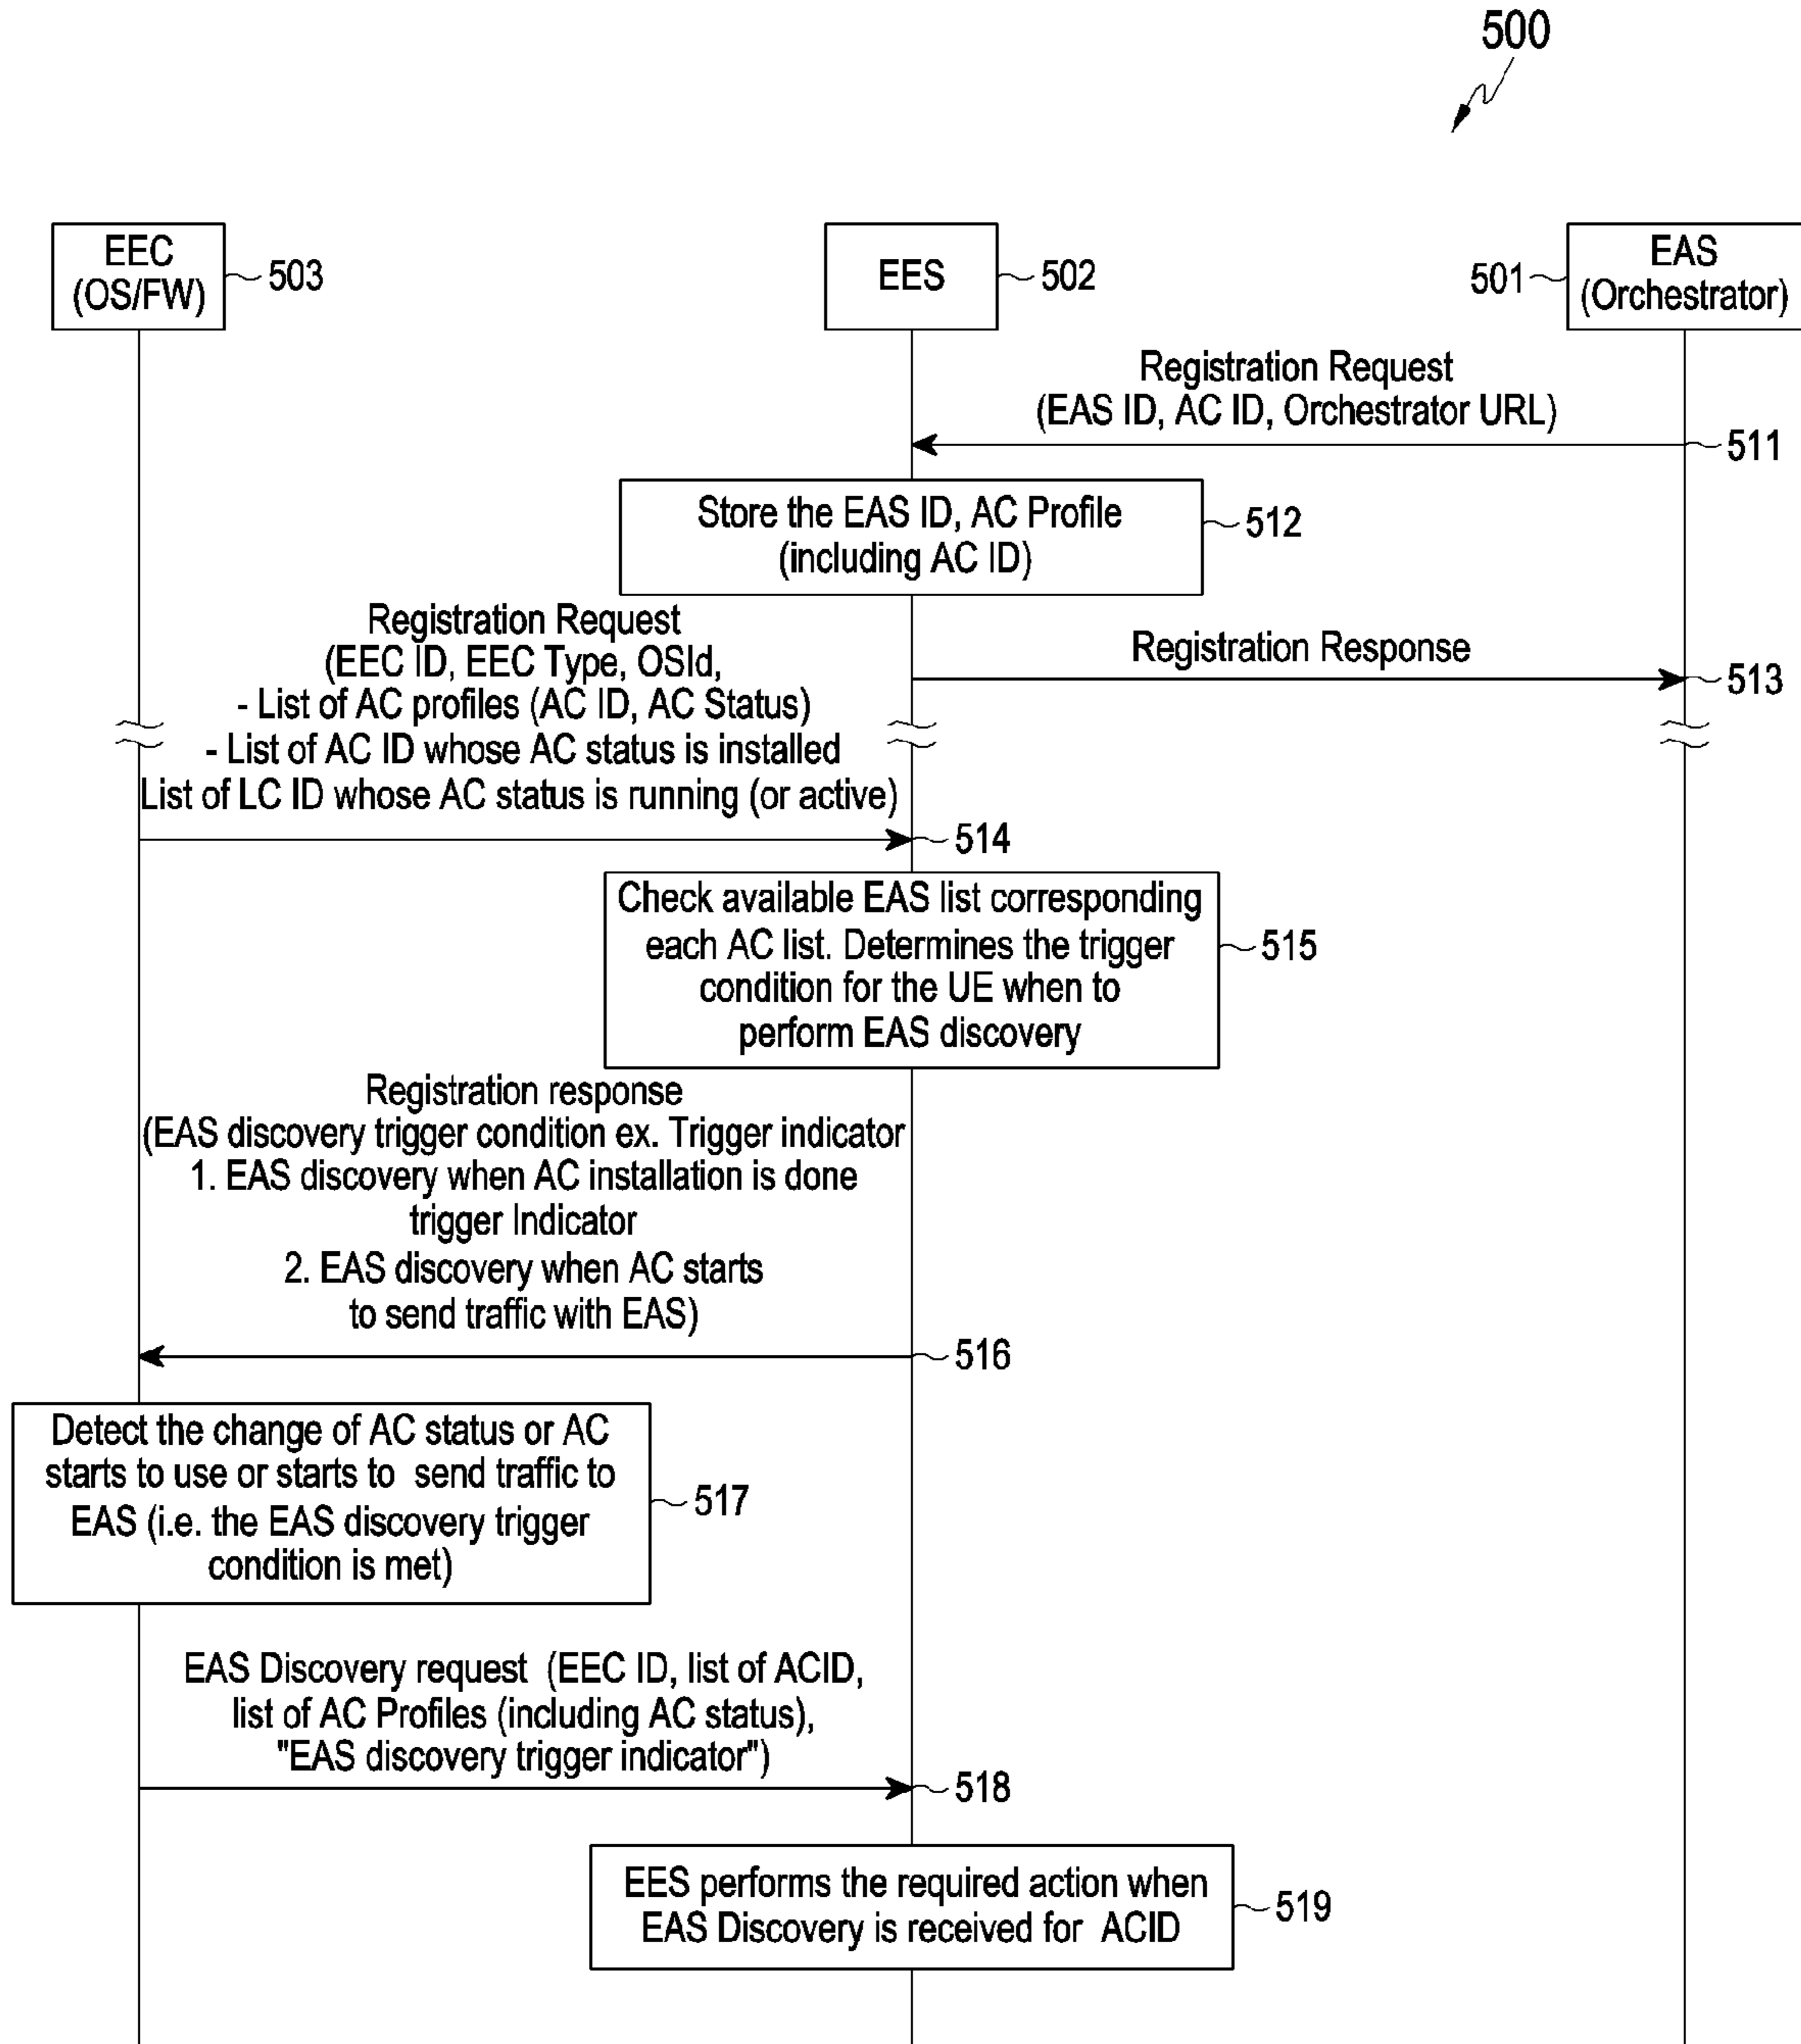 500
EEC
(OS/FW)
503
EES
502
501
EAS
(Orchestrator)
Registration Request
(EAS ID, AC ID, Orchestrator URL)
511
Store the EAS ID, AC Profile
(including AC ID)
512
Registration Response
513
Registration Request
(EEC ID, EEC Type, OSId,
- List of AC profiles (AC ID, AC Status)
- List of AC ID whose AC status is installed
List of LC ID whose AC status is running (or active)
514
Check available EAS list corresponding
each AC list. Determines the trigger
condition for the UE when to
perform EAS discovery
515
Registration response
(EAS discovery trigger condition ex. Trigger indicator
1. EAS discovery when AC installation is done
trigger Indicator
2. EAS discovery when AC starts
to send traffic with EAS)
516
Detect the change of AC status or AC
starts to use or starts to send traffic to
EAS (i.e. the EAS discovery trigger
condition is met)
517
EAS Discovery request (EEC ID, list of ACID,
list of AC Profiles (including AC status),
"EAS discovery trigger indicator")
518
EES performs the required action when
EAS Discovery is received for ACID
519